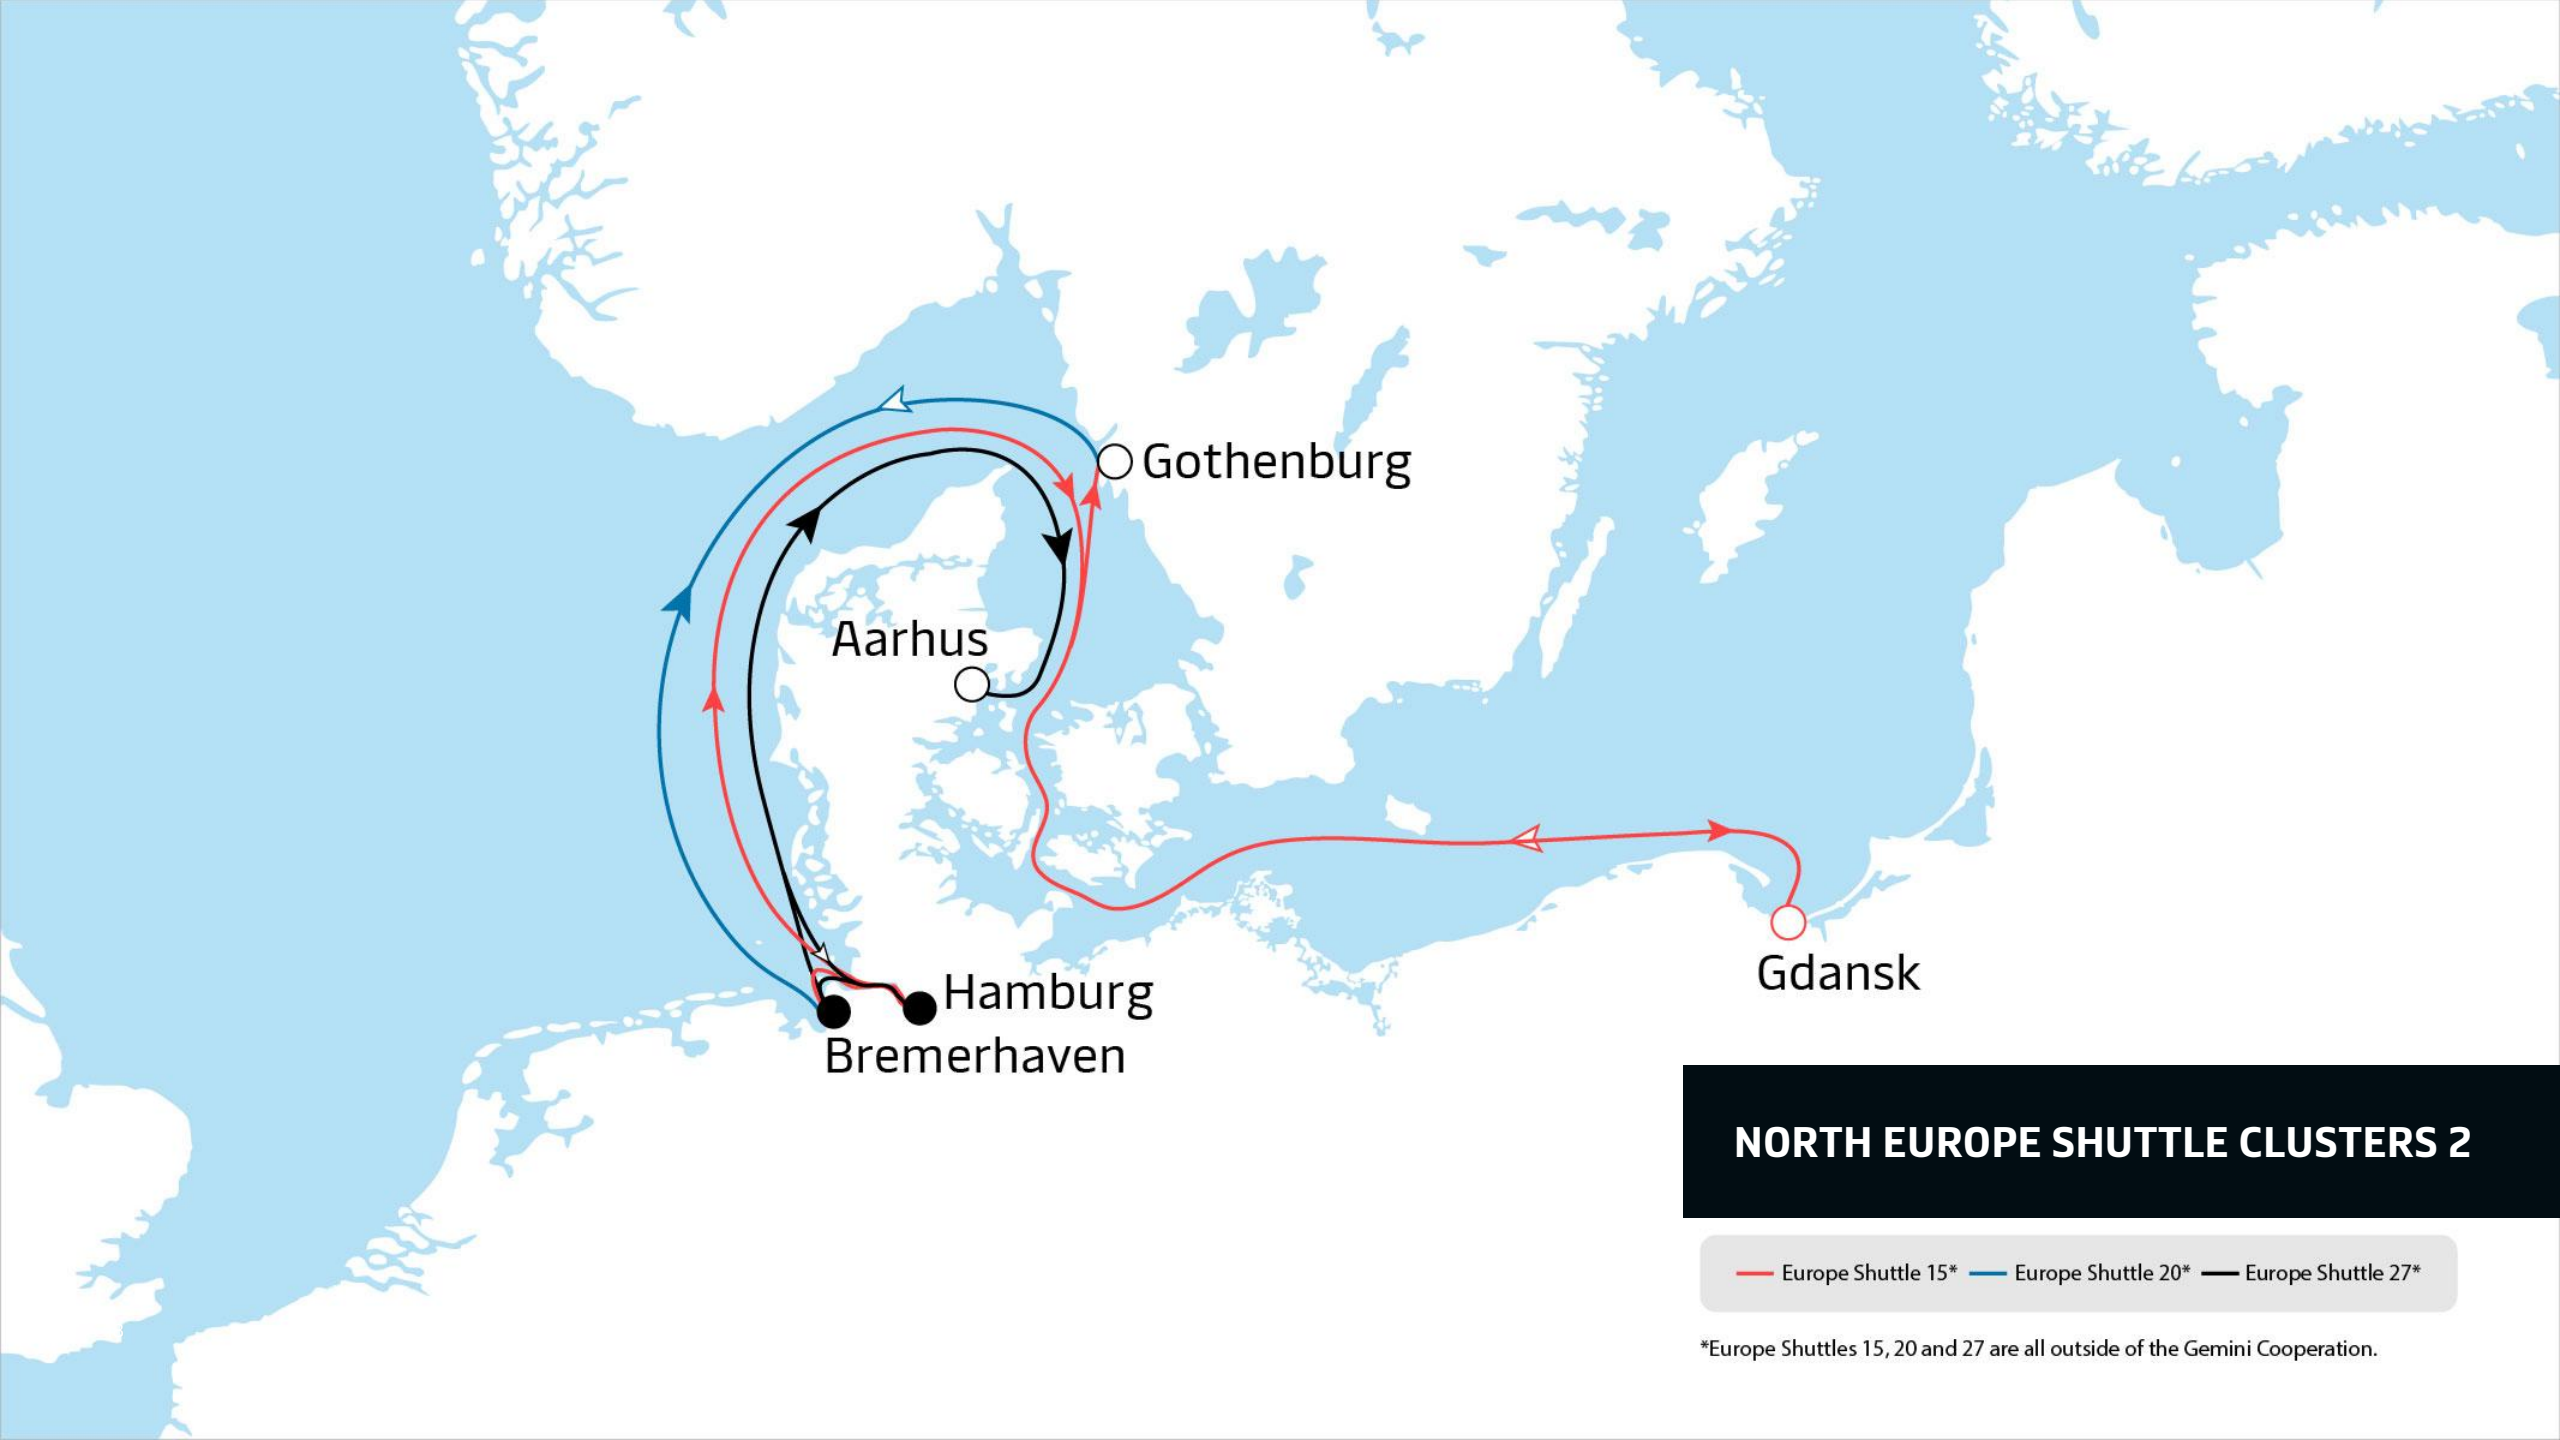 Gothenburg
Aarhus
Gdansk
Hamburg
Bremerhaven
NORTH EUROPE SHUTTLE CLUSTERS 2
Europe Shuttle 15* Europe Shuttle 20* Europe Shuttle 27*
*Europe Shuttles 15, 20 and 27 are all outside of the Gemini Cooperation.